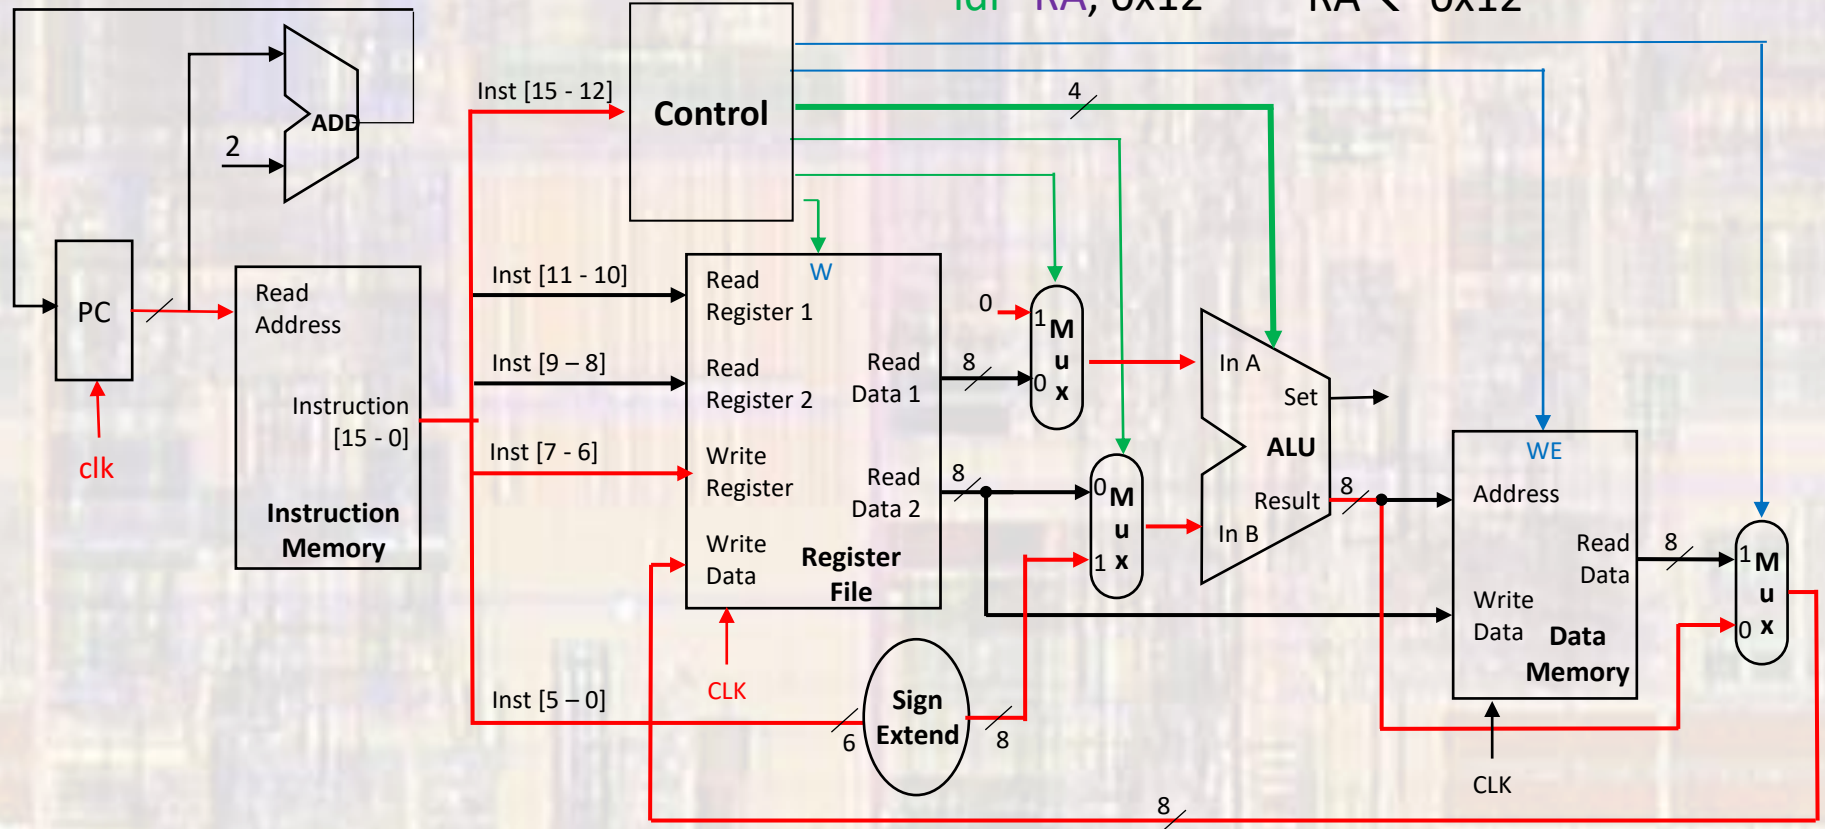 ldr RA, 0x12 RA < 0x12
ADD
2
PC
clk
Read
Address
Instruction
[15 - 0]
Instruction
Memory
Inst [15 - 12]
Control
4
Inst [11 - 10]
Inst [9 – 8]
Inst [7 - 6]
Inst [5 – 0]
W
Read
Register 1
Read
Register 2
Write
Register
Write
Data
Read
Data 1
Read
Data 2
Register
File
CLK
8
8
6
Sign
Extend
8
0
1
M
u
x
0
0
M
u
x
1
In A
Set
ALU
Result
In B
8
WE
Address
Read
Data
Write
Data
Data
Memory
CLK
8
1
M
u
x
0
8